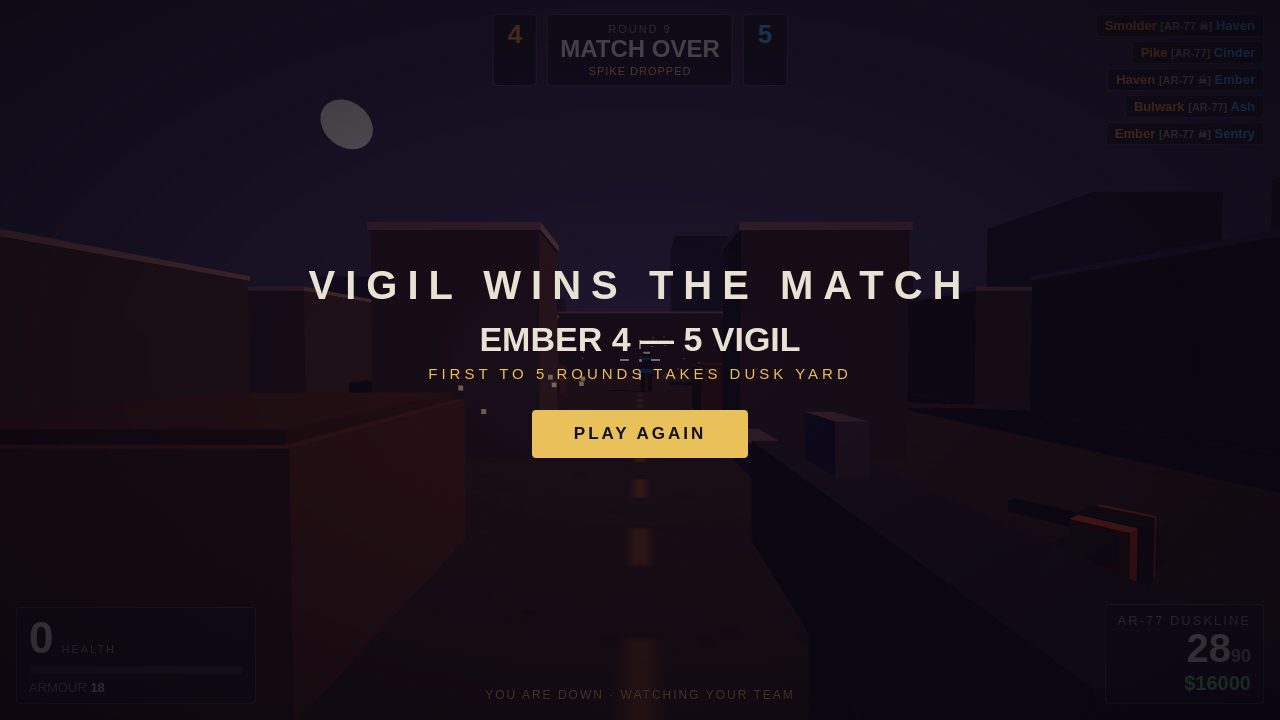 4
ROUND 9
MATCH OVER
SPIKE DROPPED
5
Smolder [AR-77 ☠] Haven
Pike [AR-77] Cinder
Haven [AR-77 ☠] Ember
Bulwark [AR-77] Ash
Ember [AR-77 ☠] Sentry
VIGIL WINS THE MATCH
EMBER 4 — 5 VIGIL
FIRST TO 5 ROUNDS TAKES DUSK YARD
PLAY AGAIN
0 HEALTH
ARMOUR 18
YOU ARE DOWN · WATCHING YOUR TEAM
AR-77 DUSKLINE
28 90
$16000